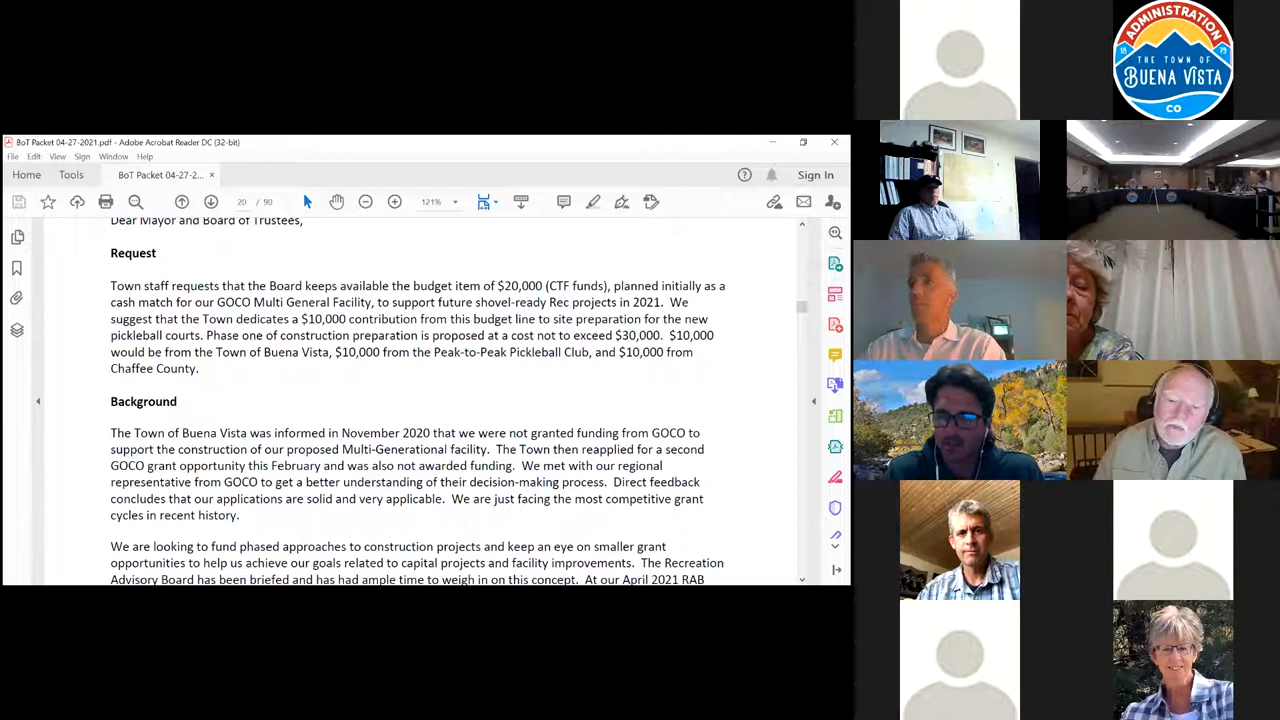 BoT Packet 04-27-2021.pdf - Adobe Acrobat Reader DC (32-bit)
File Edit View Sign Window Help
Home Tools BoT Packet 04-27-2... × Sign In
20 / 90 121%
Dear Mayor and Board of Trustees,
Request
Town staff requests that the Board keeps available the budget item of $20,000 (CTF funds), planned initially as a
cash match for our GOCO Multi General Facility, to support future shovel-ready Rec projects in 2021. We
suggest that the Town dedicates a $10,000 contribution from this budget line to site preparation for the new
pickleball courts. Phase one of construction preparation is proposed at a cost not to exceed $30,000. $10,000
would be from the Town of Buena Vista, $10,000 from the Peak-to-Peak Pickleball Club, and $10,000 from
Chaffee County.
Background
The Town of Buena Vista was informed in November 2020 that we were not granted funding from GOCO to
support the construction of our proposed Multi-Generational facility. The Town then reapplied for a second
GOCO grant opportunity this February and was also not awarded funding. We met with our regional
representative from GOCO to get a better understanding of their decision-making process. Direct feedback
concludes that our applications are solid and very applicable. We are just facing the most competitive grant
cycles in recent history.
We are looking to fund phased approaches to construction projects and keep an eye on smaller grant
opportunities to help us achieve our goals related to capital projects and facility improvements. The Recreation
Advisory Board has been briefed and has had ample time to weigh in on this concept. At our April 2021 RAB
ADMINISTRATION
18 79
THE TOWN OF
BUENA VISTA
CO